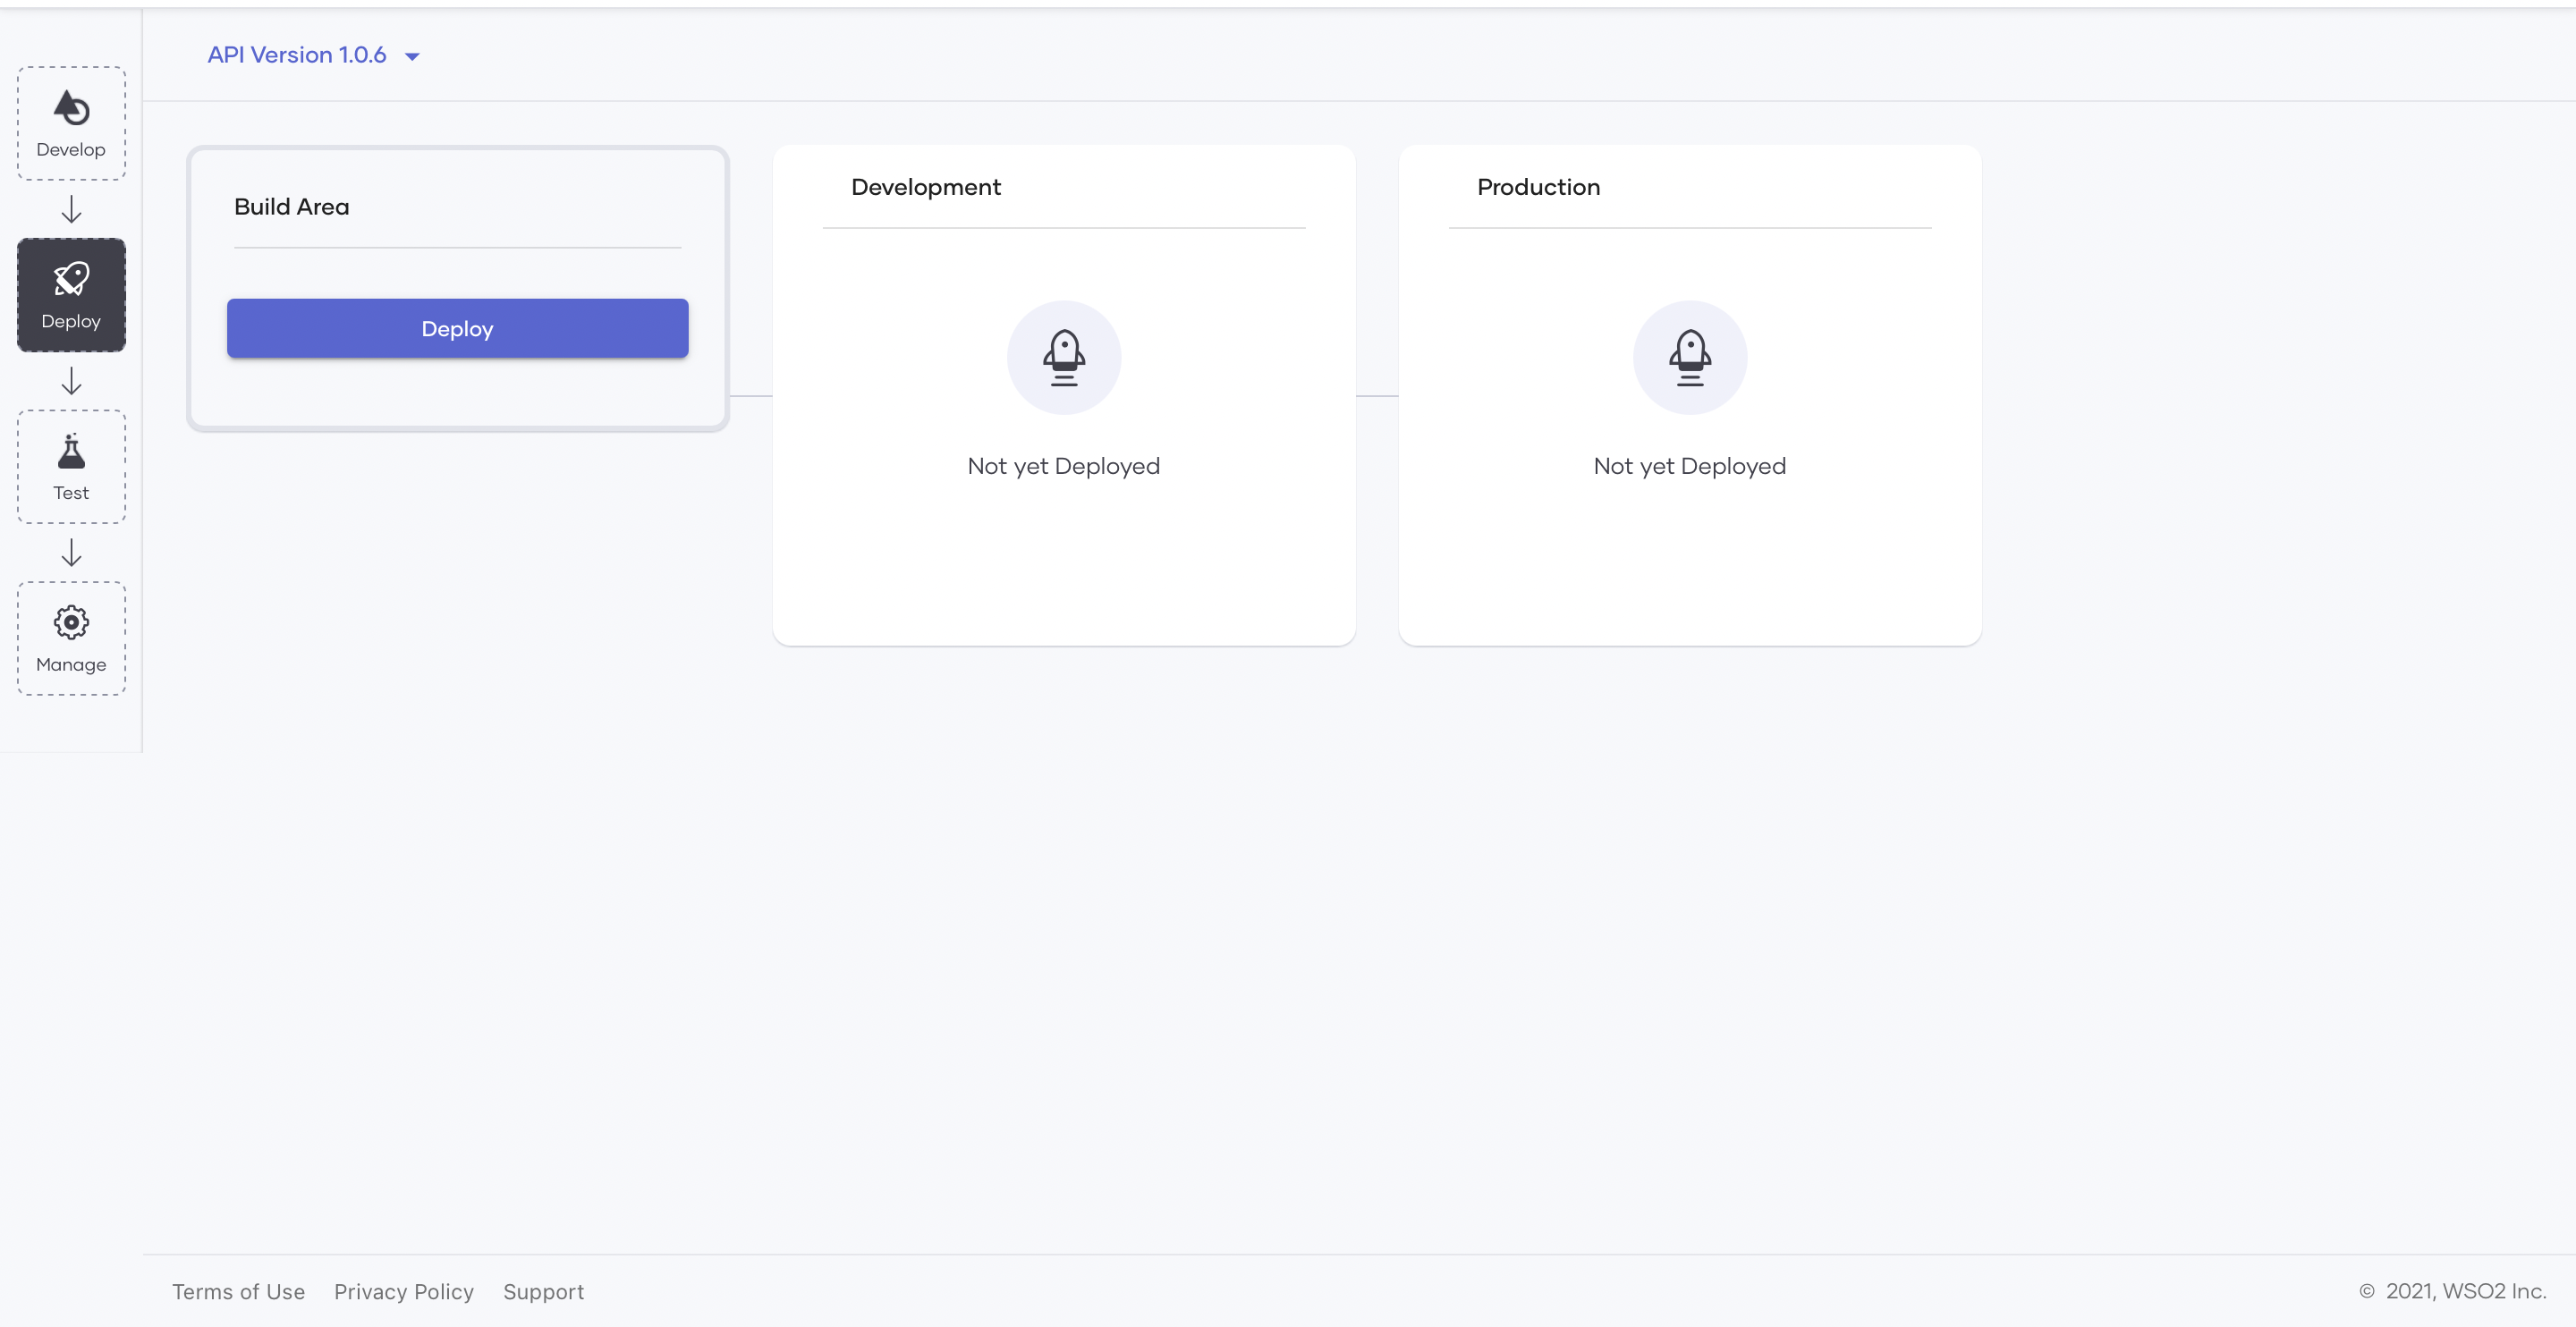 API Version 1.0.6
Develop
Deploy
Test
Manage
Build Area
Deploy
Development
Not yet Deployed
Production
Not yet Deployed
Terms of Use Privacy Policy Support
© 2021, WSO2 Inc.